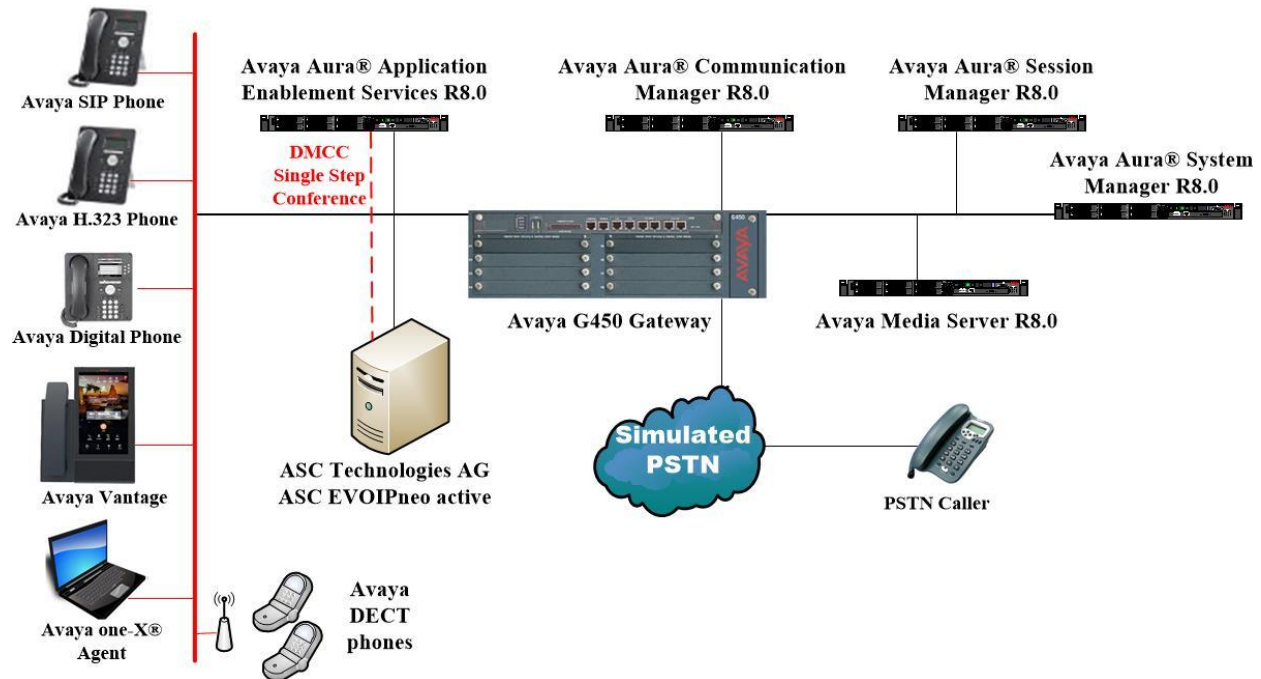 Avaya SIP Phone
Avaya H.323 Phone
Avaya Digital Phone
Avaya Vantage
Avaya one-X®
Agent
Avaya
DECT
phones
Avaya Aura® Application
Enablement Services R8.0
DMCC
Single Step
Conference
ASC Technologies AG
ASC EVOIPneo active
Avaya Aura® Communication
Manager R8.0
G450
AVAYA
Avaya G450 Gateway
Simulated
PSTN
PSTN Caller
Avaya Aura® Session
Manager R8.0
Avaya Aura® System
Manager R8.0
Avaya Media Server R8.0